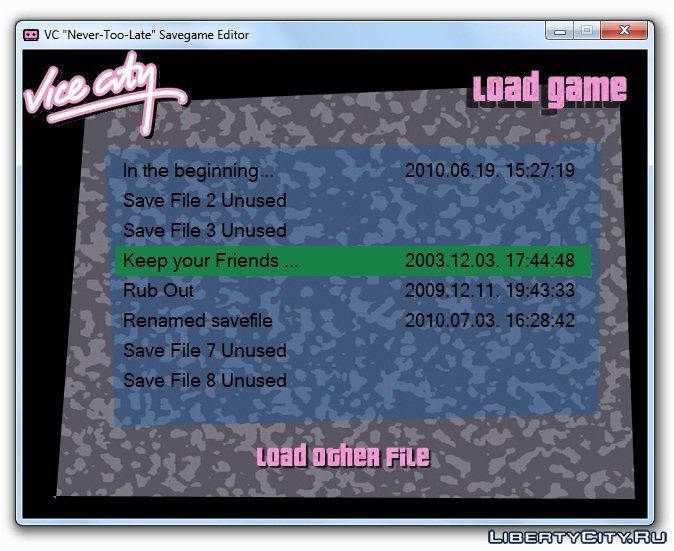 VC "Never-Too-Late" Savegame Editor
Vice City
Load game
In the beginning... 2010.06.19. 15:27:19
Save File 2 Unused
Save File 3 Unused
Keep your Friends ... 2003.12.03. 17:44:48
Rub Out 2009.12.11. 19:43:33
Renamed savefile 2010.07.03. 16:28:42
Save File 7 Unused
Save File 8 Unused
Load other file
LibertyCity.Ru